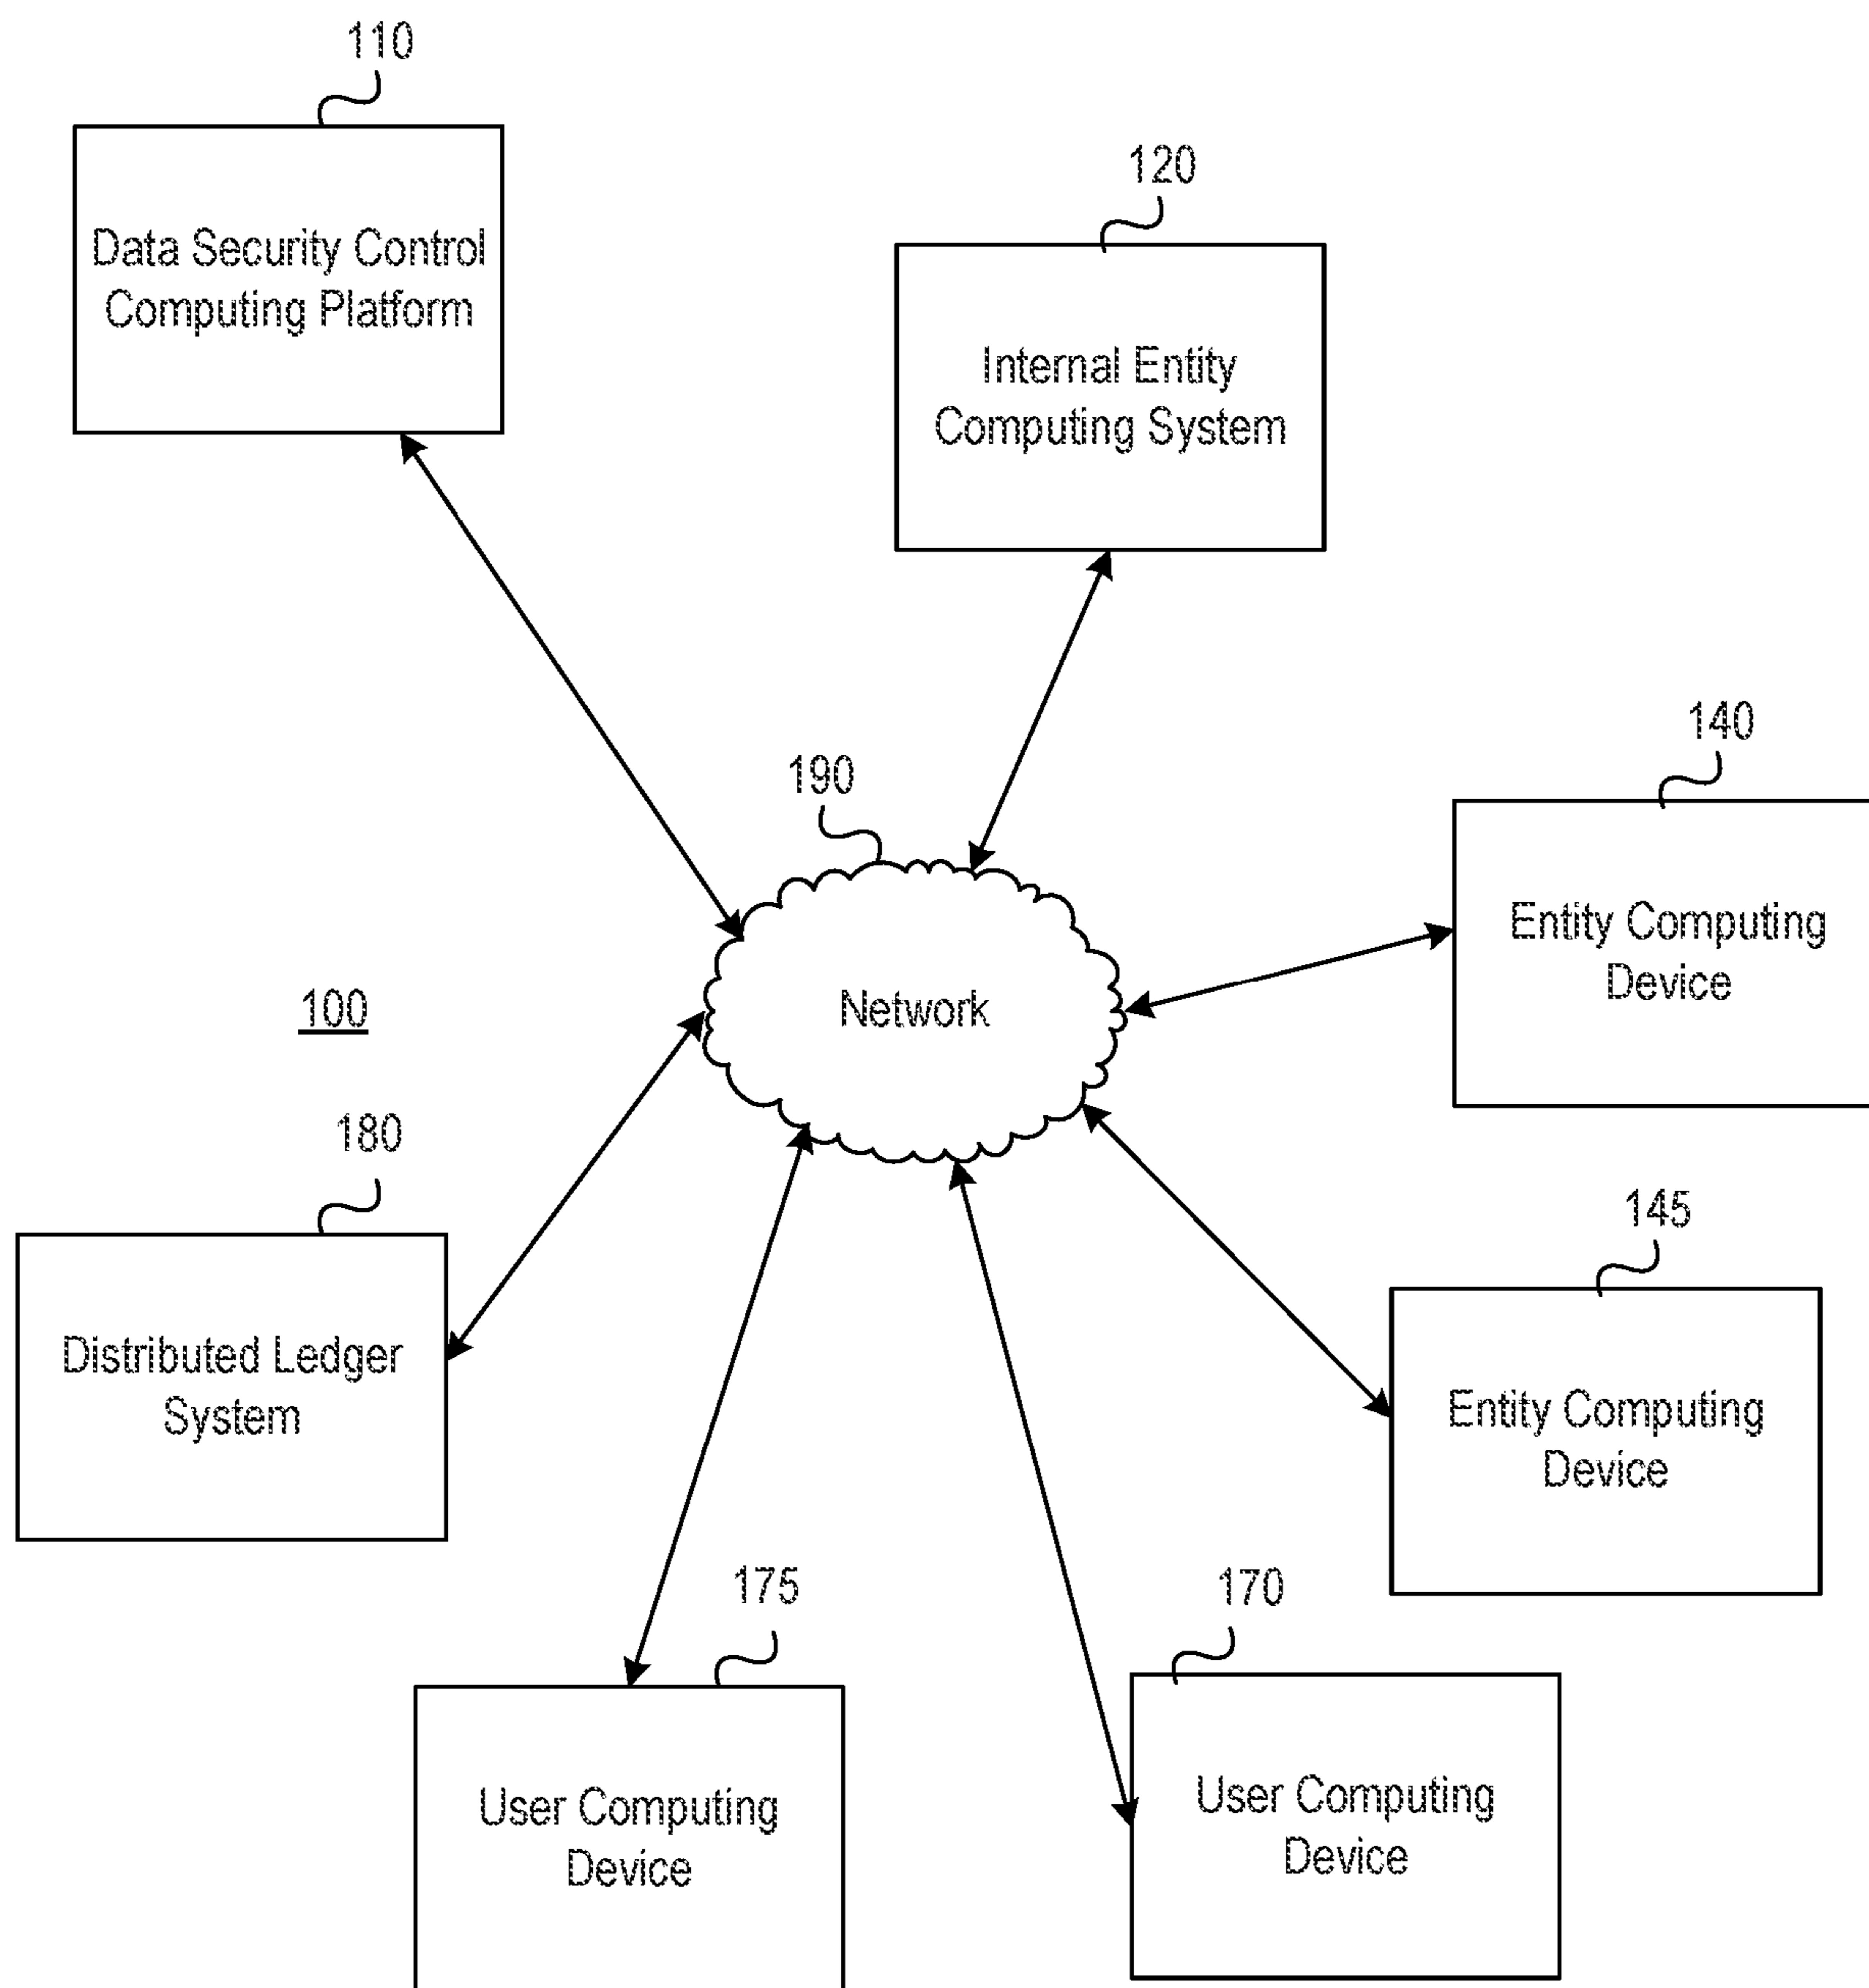 110
Data Security Control
Computing Platform
120
Internal Entity
Computing System
140
Entity Computing
Device
190
Network
100
180
Distributed Ledger
System
145
Entity Computing
Device
175
User Computing
Device
170
User Computing
Device